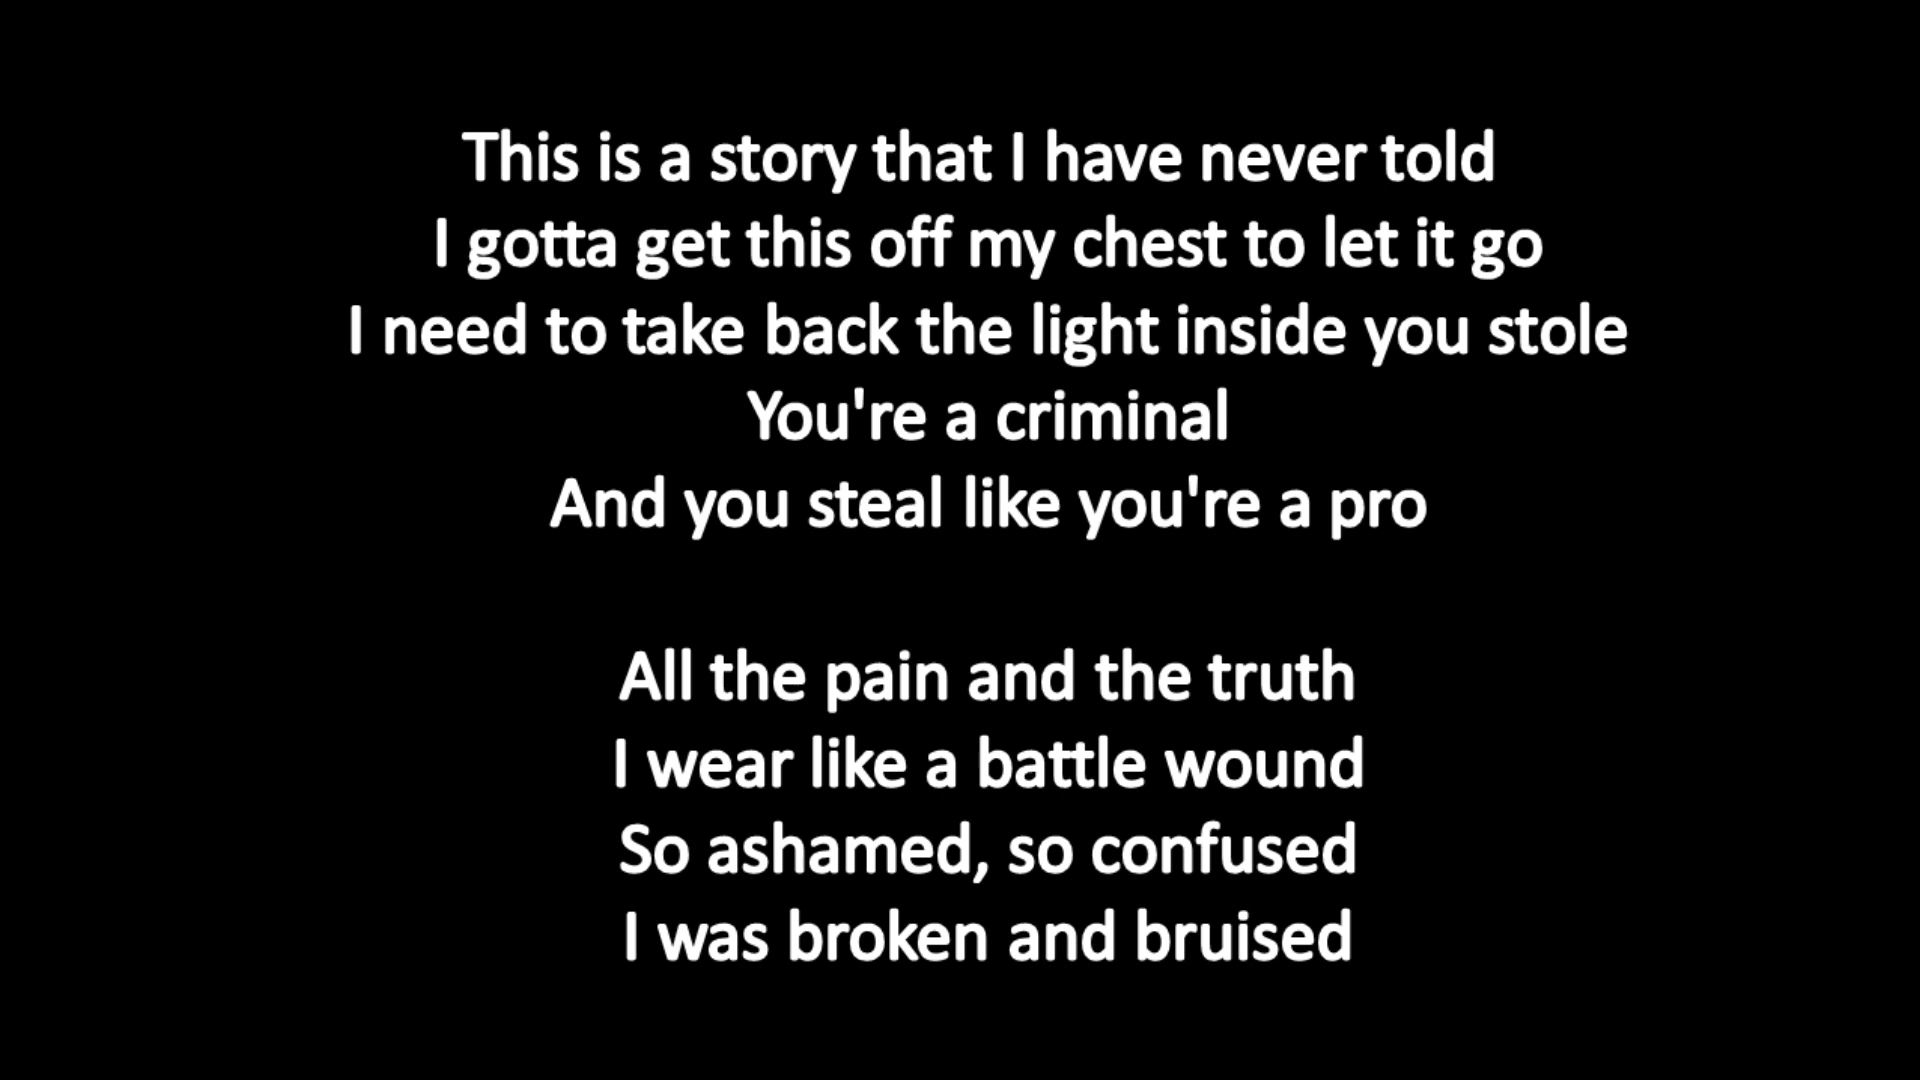 This is a story that I have never told
I gotta get this off my chest to let it go
I need to take back the light inside you stole
You're a criminal
And you steal like you're a pro
All the pain and the truth
I wear like a battle wound
So ashamed, so confused
I was broken and bruised